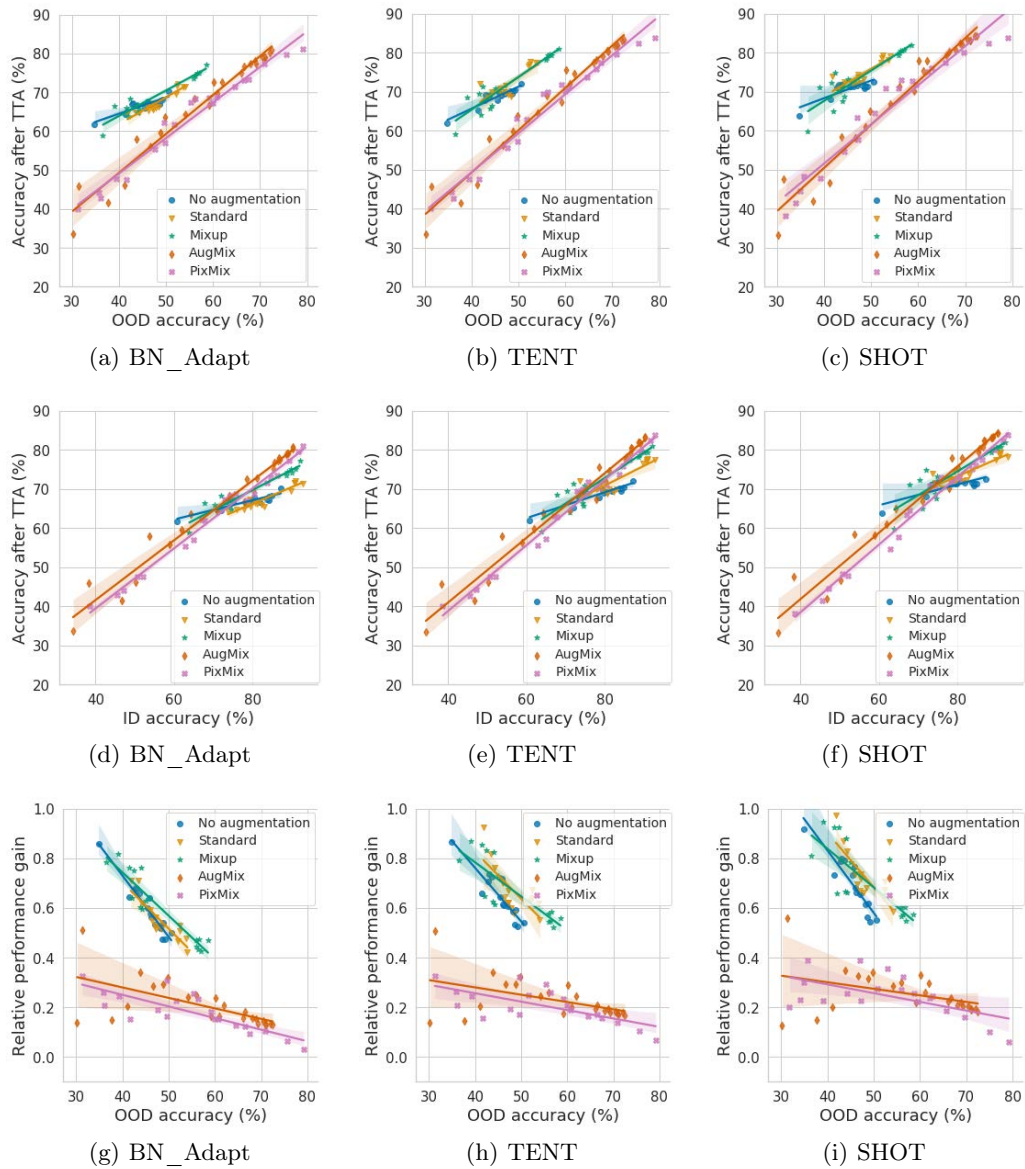 90
80
70
60
50
40
30
20
Accuracy after TTA (%)
No augmentation
Standard
Mixup
AugMix
PixMix
30 40 50 60 70 80
OOD accuracy (%)
(a) BN_Adapt
90
80
70
60
50
40
30
20
Accuracy after TTA (%)
No augmentation
Standard
Mixup
AugMix
PixMix
30 40 50 60 70 80
OOD accuracy (%)
(b) TENT
90
80
70
60
50
40
30
20
Accuracy after TTA (%)
No augmentation
Standard
Mixup
AugMix
PixMix
30 40 50 60 70 80
OOD accuracy (%)
(c) SHOT
90
80
70
60
50
40
30
20
Accuracy after TTA (%)
No augmentation
Standard
Mixup
AugMix
PixMix
40 60 80
ID accuracy (%)
(d) BN_Adapt
90
80
70
60
50
40
30
20
Accuracy after TTA (%)
No augmentation
Standard
Mixup
AugMix
PixMix
40 60 80
ID accuracy (%)
(e) TENT
90
80
70
60
50
40
30
20
Accuracy after TTA (%)
No augmentation
Standard
Mixup
AugMix
PixMix
40 60 80
ID accuracy (%)
(f) SHOT
1.0
0.8
0.6
0.4
0.2
0.0
Relative performance gain
No augmentation
Standard
Mixup
AugMix
PixMix
30 40 50 60 70 80
OOD accuracy (%)
(g) BN_Adapt
1.0
0.8
0.6
0.4
0.2
0.0
Relative performance gain
No augmentation
Standard
Mixup
AugMix
PixMix
30 40 50 60 70 80
OOD accuracy (%)
(h) TENT
1.0
0.8
0.6
0.4
0.2
0.0
Relative performance gain
No augmentation
Standard
Mixup
AugMix
PixMix
30 40 50 60 70 80
OOD accuracy (%)
(i) SHOT